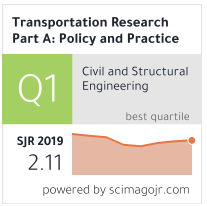 Transportation Research
Part A: Policy and Practice
Q1
Civil and Structural
Engineering
best quartile
SJR 2019
2.11
powered by scimagojr.com